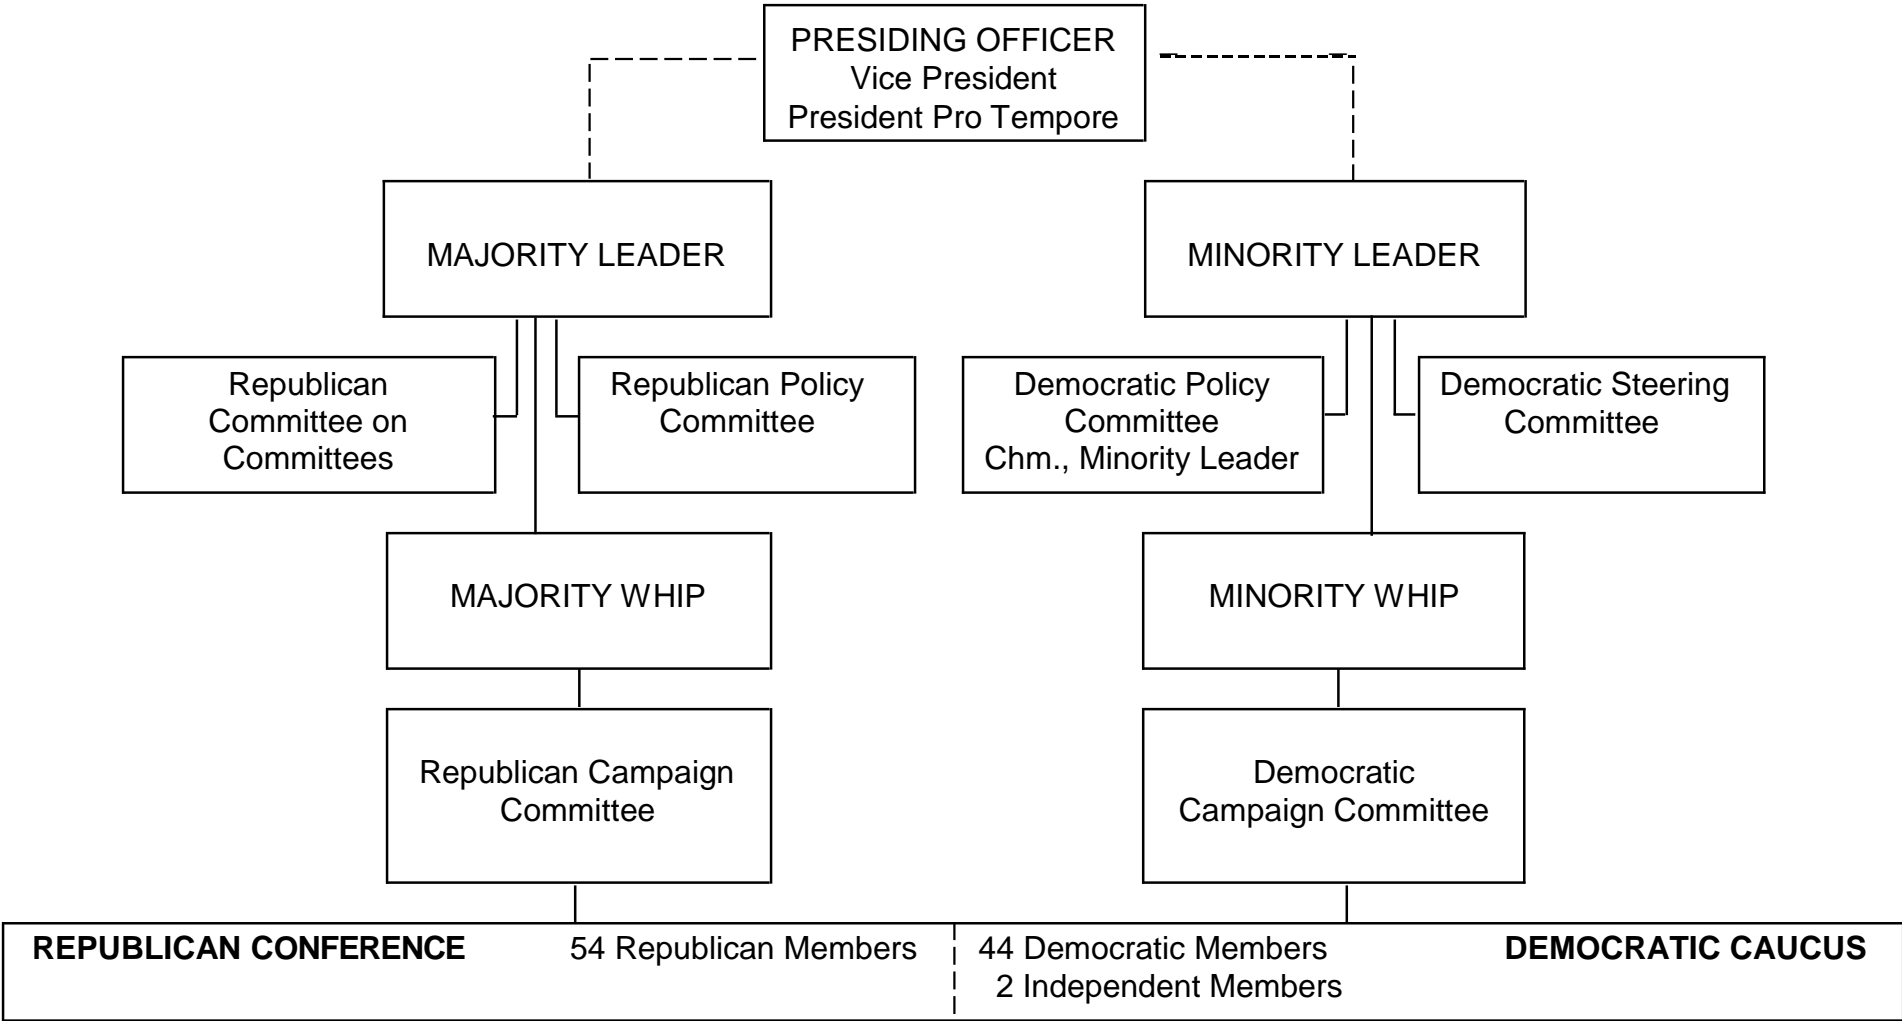 PRESIDING OFFICER
Vice President
President Pro Tempore
MAJORITY LEADER
MINORITY LEADER
Republican
Committee on
Committees
Republican Policy
Committee
Democratic Policy
Committee
Chm., Minority Leader
Democratic Steering
Committee
MAJORITY WHIP
MINORITY WHIP
Republican Campaign
Committee
Democratic
Campaign Committee
REPUBLICAN CONFERENCE 54 Republican Members
44 Democratic Members DEMOCRATIC CAUCUS
2 Independent Members